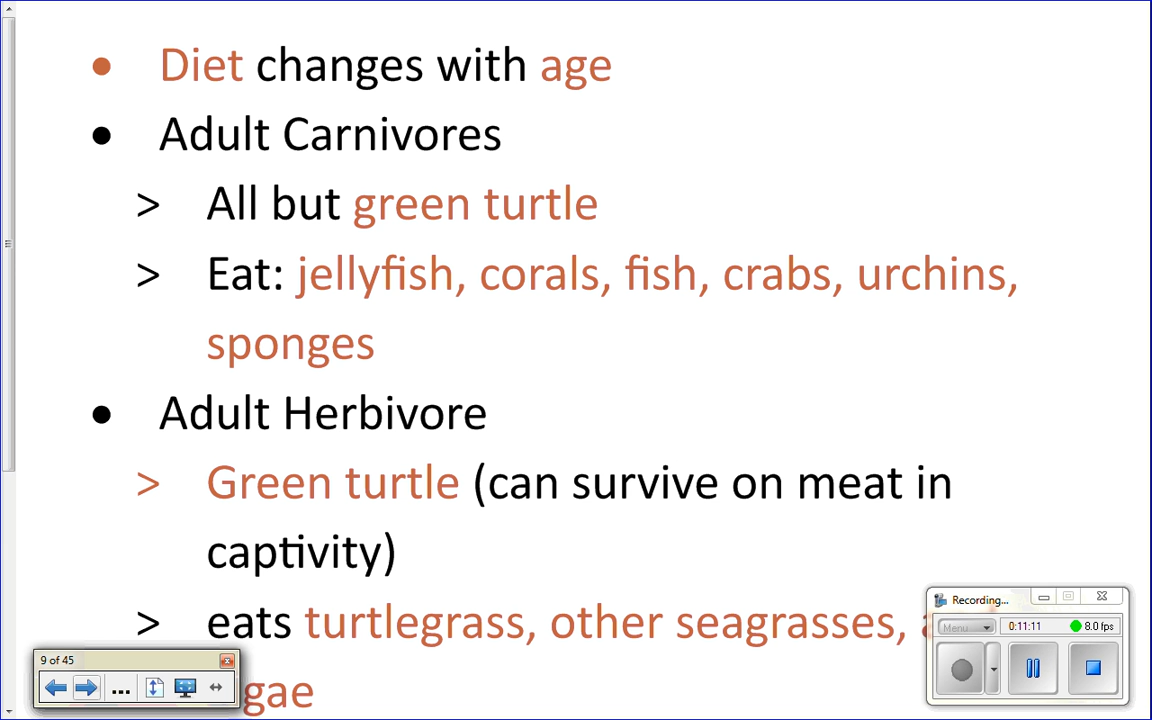 • Diet changes with age
• Adult Carnivores
> All but green turtle
> Eat: jellyfish, corals, fish, crabs, urchins,
sponges
• Adult Herbivore
> Green turtle (can survive on meat in
captivity)
> eats turtlegrass, other seagrasses,
gae
Recording...
Menu
0:11:11
8.0 fps
9 of 45
...